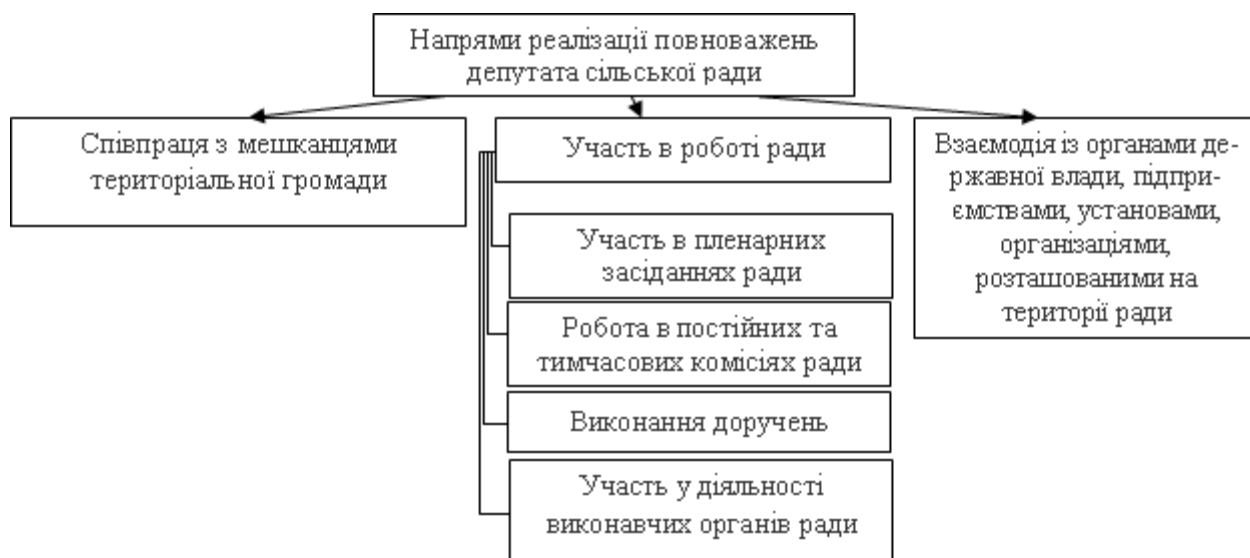 Напрями реалізації повноважень
депутата сільської ради
Співпраця з мешканцями
територіальної громади
Участь в роботі ради
Участь в пленарних
засіданнях ради
Робота в постійних та
тимчасових комісіях ради
Виконання доручень
Участь у діяльності
виконавчих органів ради
Взаємодія із органами де-
ржавної влади, підпри-
ємствами, установами,
організаціями,
розташованими на
території ради